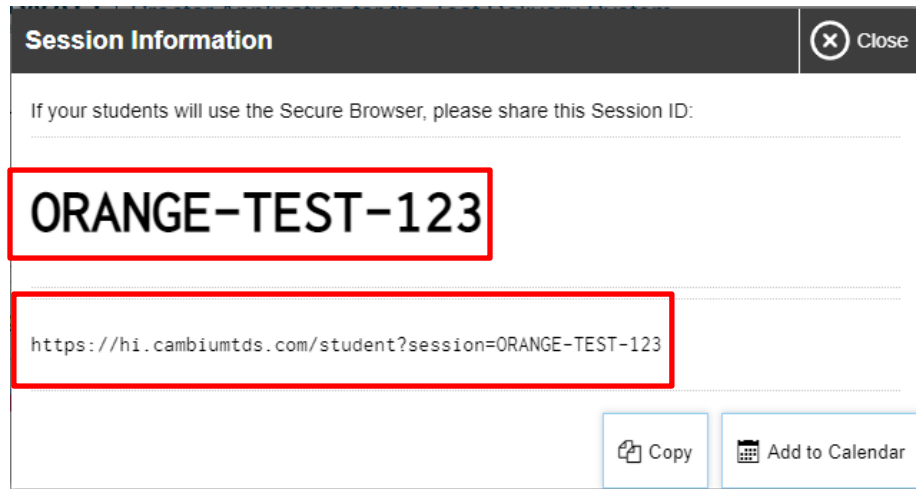 Session Information
Close
If your students will use the Secure Browser, please share this Session ID:
ORANGE-TEST-123
https://hi.cambiumtds.com/student?session=ORANGE-TEST-123
Copy
Add to Calendar